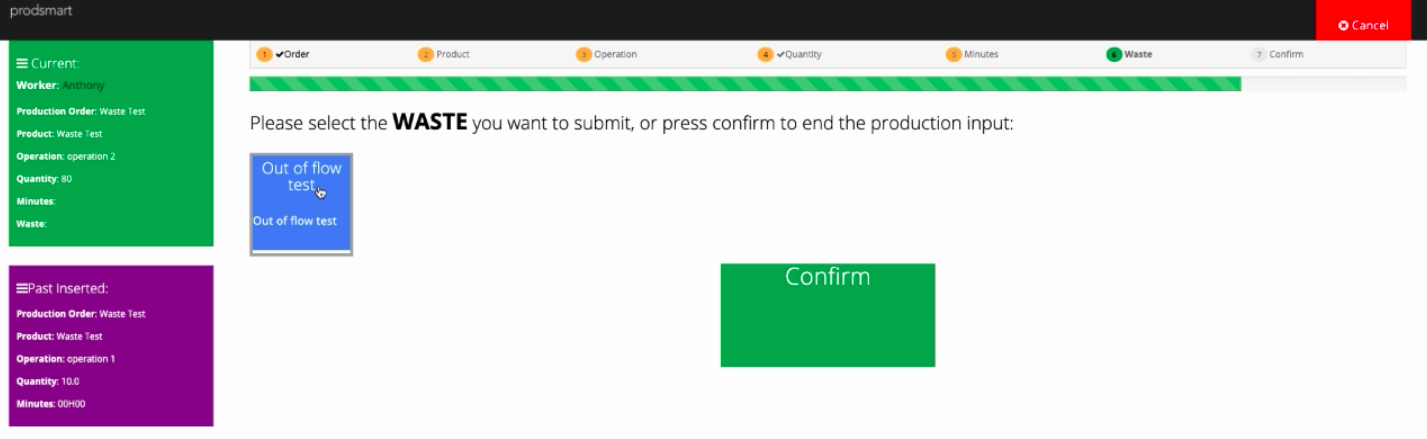 prodsmart
Cancel
Current:
Worker: Anthony
Production Order: Waste Test
Product: Waste Test
Operation: operation 2
Quantity: 80
Minutes:
Waste:
Past Inserted:
Production Order: Waste Test
Product: Waste Test
Operation: operation 1
Quantity: 10.0
Minutes: 00H00
1 ✔Order 2 Product 3 Operation 4 ✔Quantity 5 Minutes 6 Waste 7 Confirm
Please select the WASTE you want to submit, or press confirm to end the production input:
Out of flow
test
Out of flow test
Confirm